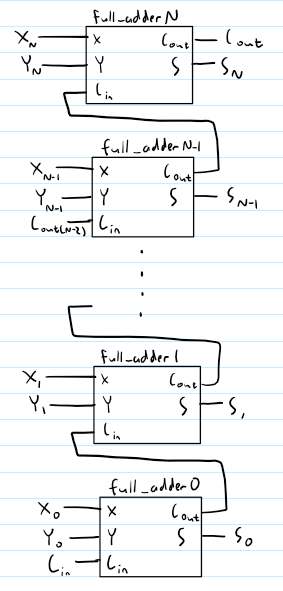 full_adder N
X_N X C_out C_out
Y_N Y S S_N
C_in
full_adder N-1
X_N-1 X C_out
Y_N-1 Y S S_N-1
C_out(N-2) C_in
full_adder 1
X_1 X C_out
Y_1 Y S S_1
C_in
full_adder 0
X_0 X C_out
Y_0 Y S S_0
C_in C_in